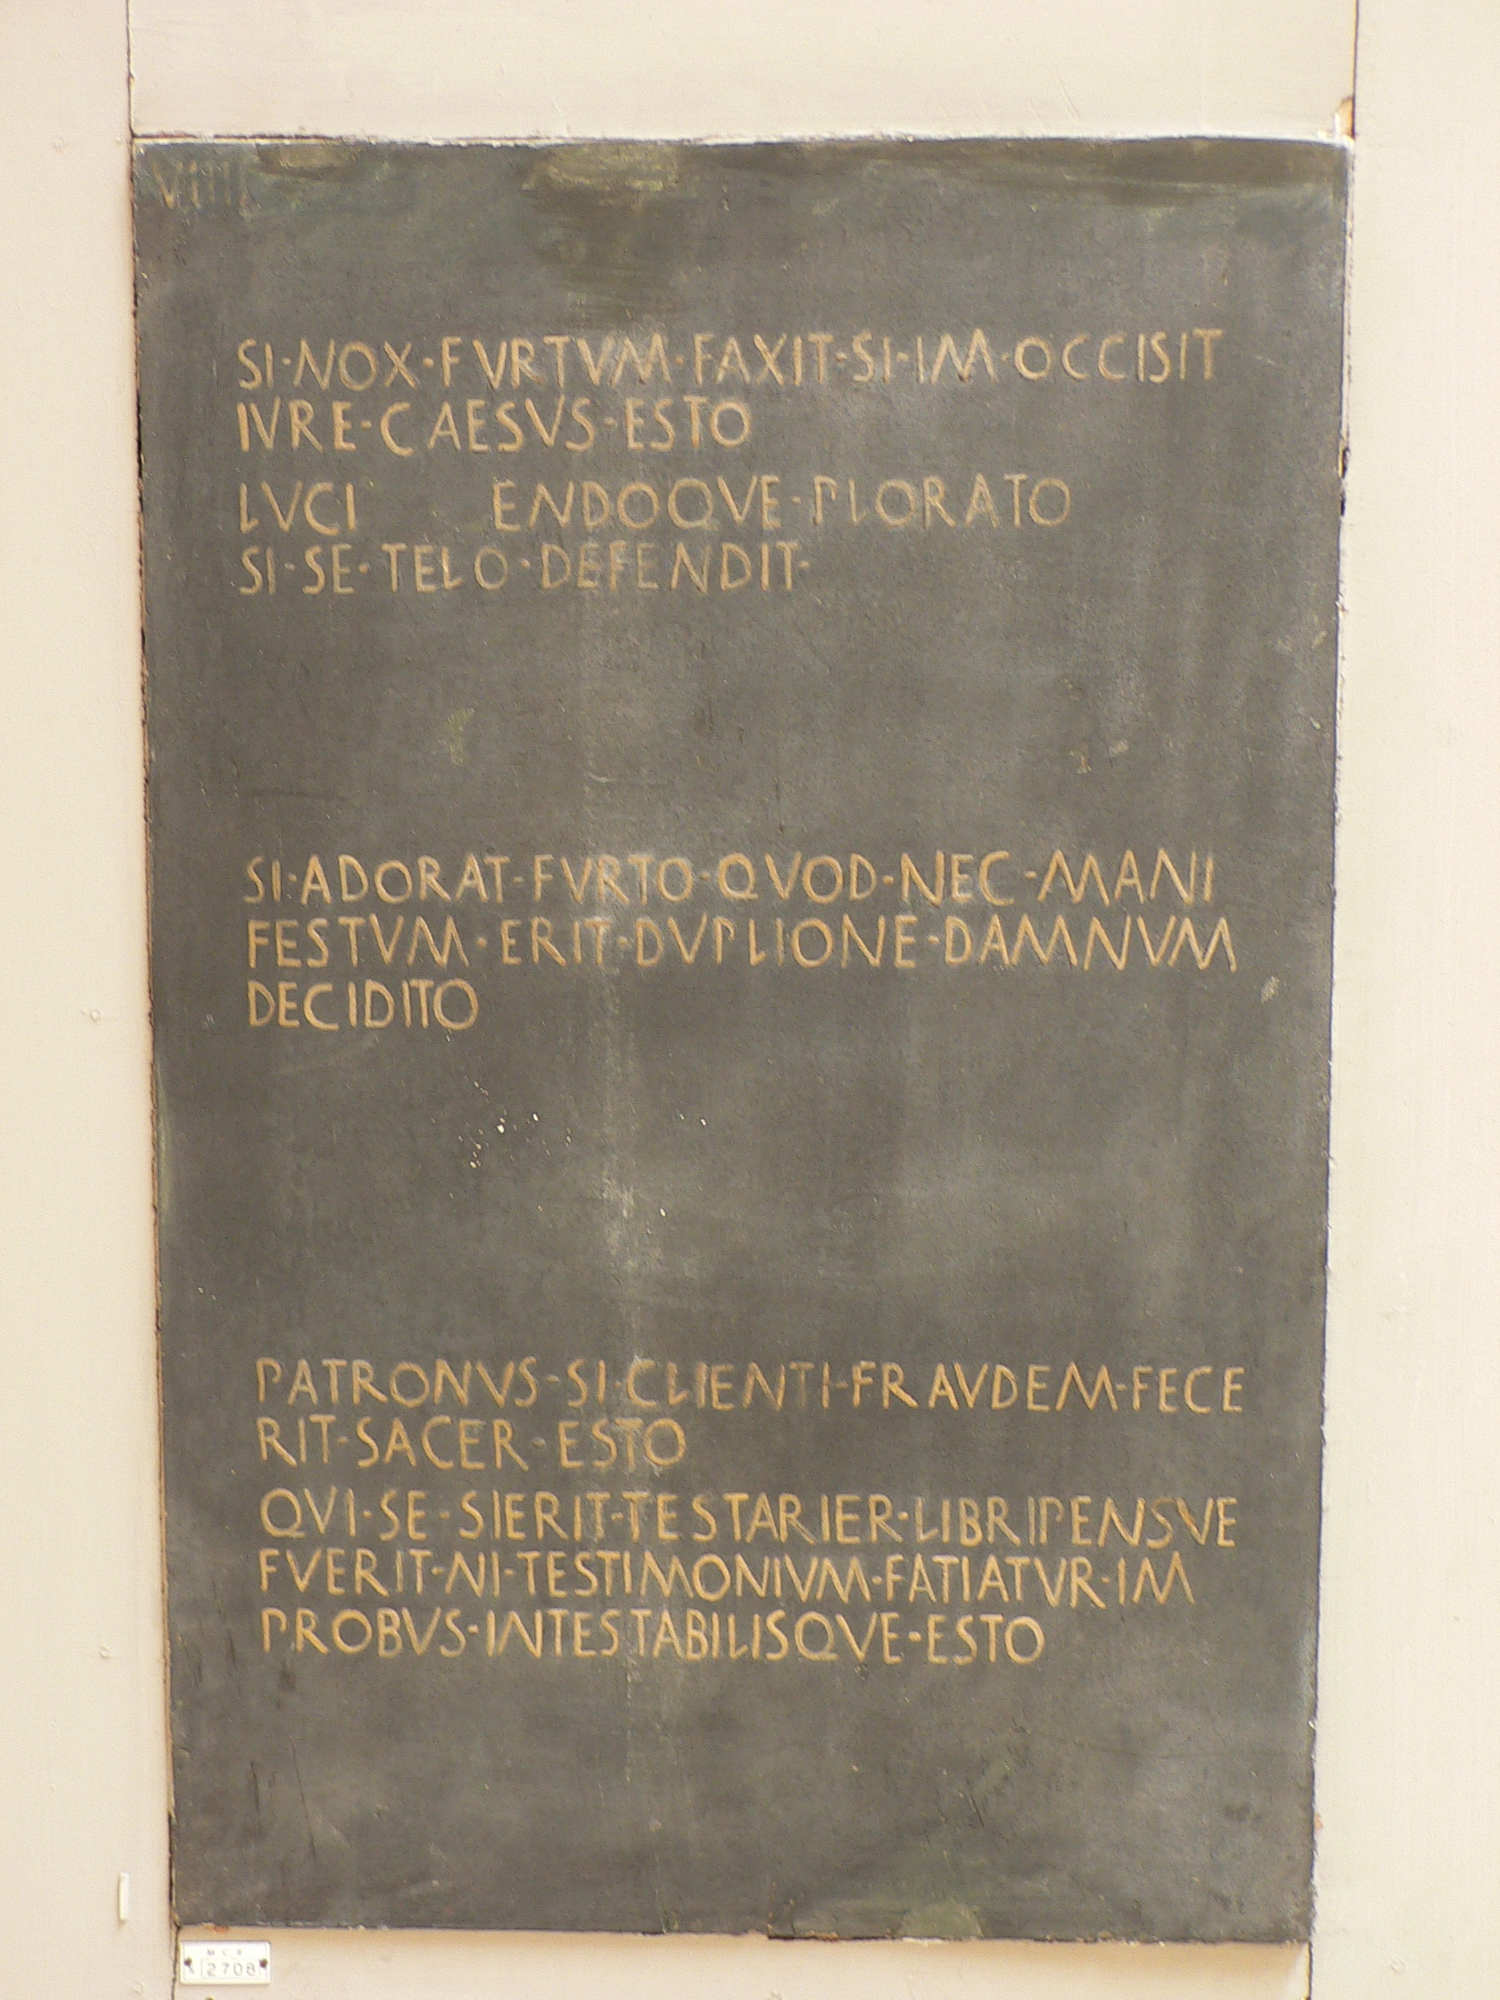 VIIII
SI·NOX·FVRTVM·FAXIT·SI·IM·OCCISIT
IVRE·CAESVS·ESTO
LVCI ENDOQVE·PLORATO
SI·SE·TELO·DEFENDIT·
SI·ADORAT·FVRTO·QVOD·NEC·MANI
FESTVM·ERIT·DVPLIONE·DAMNVM
DECIDITO
PATRONVS·SI·CLIENTI·FRAVDEM·FECE
RIT·SACER·ESTO
QVI·SE·SIERIT·TESTARIER·LIBRIPENSVE
FVERIT·NI·TESTIMONIVM·FATIATVR·IM
PROBVS·INTESTABILISQVE·ESTO
M C R
2708